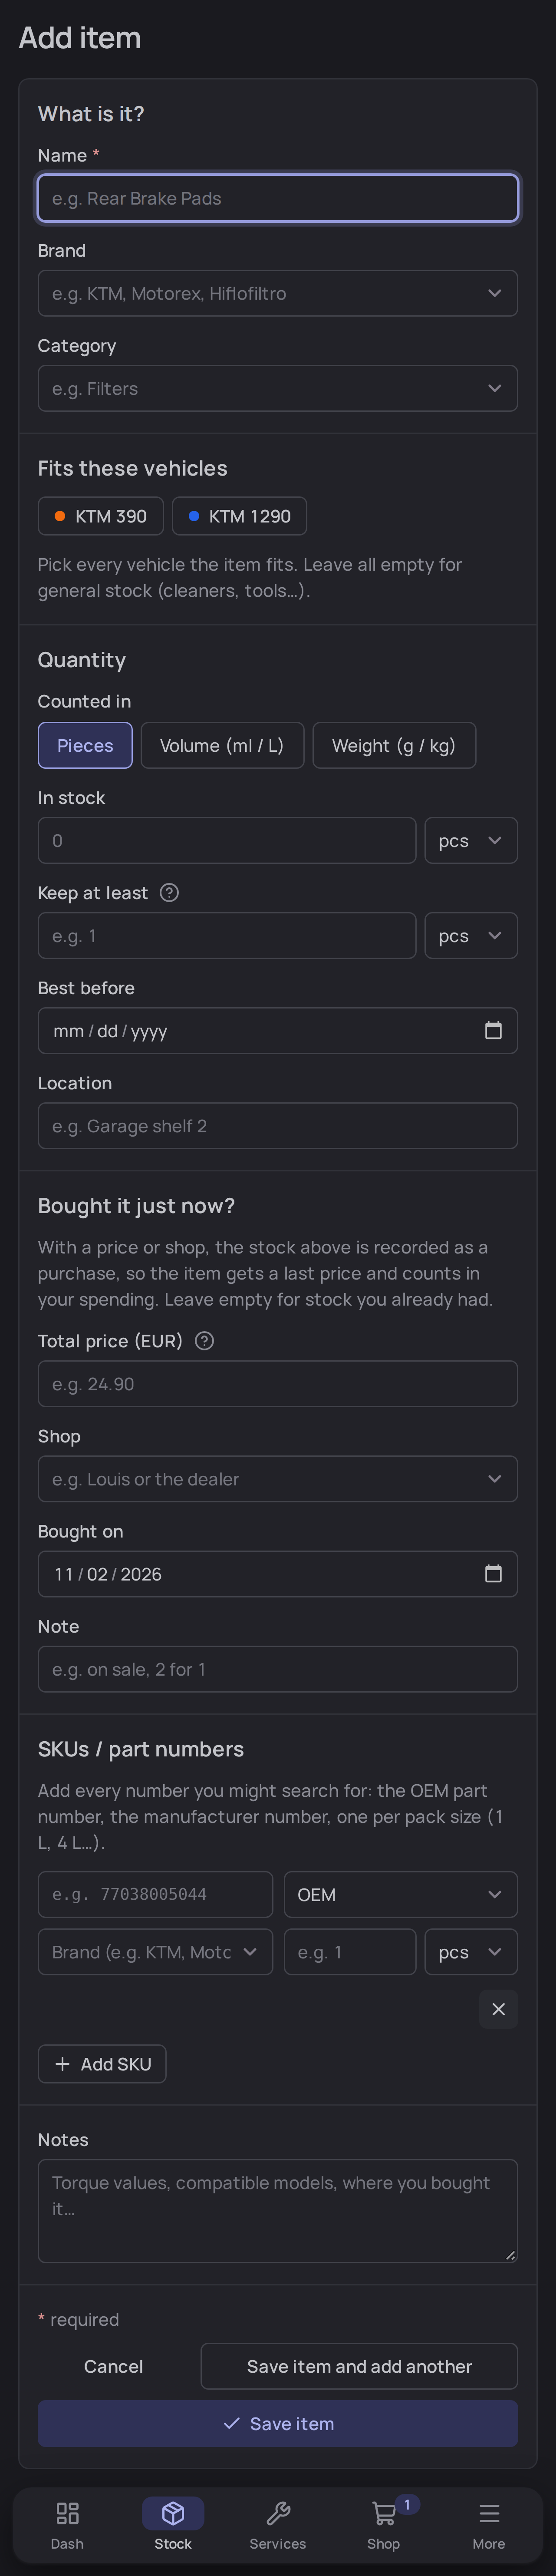 Add item
What is it?
Name *
e.g. Rear Brake Pads
Brand
e.g. KTM, Motorex, Hiflofiltro
Category
e.g. Filters
Fits these vehicles
KTM 390
KTM 1290
Pick every vehicle the item fits. Leave all empty for
general stock (cleaners, tools…).
Quantity
Counted in
Pieces
Volume (ml / L)
Weight (g / kg)
In stock
0
pcs
Keep at least
e.g. 1
pcs
Best before
mm / dd / yyyy
Location
e.g. Garage shelf 2
Bought it just now?
With a price or shop, the stock above is recorded as a
purchase, so the item gets a last price and counts in
your spending. Leave empty for stock you already had.
Total price (EUR)
e.g. 24.90
Shop
e.g. Louis or the dealer
Bought on
11 / 02 / 2026
Note
e.g. on sale, 2 for 1
SKUs / part numbers
Add every number you might search for: the OEM part
number, the manufacturer number, one per pack size (1
L, 4 L…).
e.g. 77038005044
OEM
Brand (e.g. KTM, Motc
e.g. 1
pcs
Add SKU
Notes
Torque values, compatible models, where you bought
it…
* required
Cancel
Save item and add another
Save item
1
Dash
Stock
Services
Shop
More